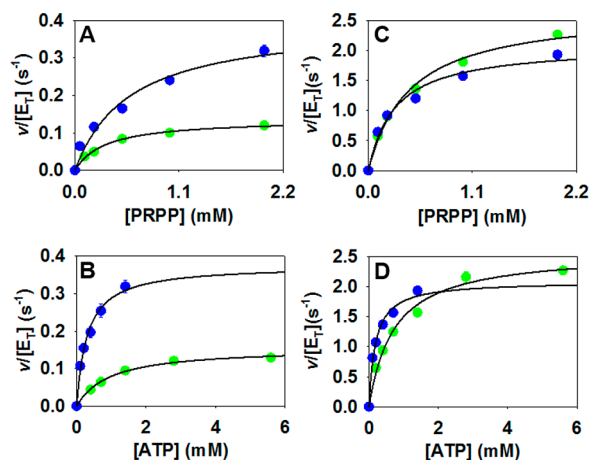 A
v/[E_T] (s⁻¹)
0.4
0.3
0.2
0.1
0.0
0.0 1.1 2.2
[PRPP] (mM)
C
v/[E_T](s⁻¹)
2.5
2.0
1.5
1.0
0.5
0.0
0.0 1.1 2.2
[PRPP] (mM)
B
v/[E_T] (s⁻¹)
0.4
0.3
0.2
0.1
0.0
0 2 4 6
[ATP] (mM)
D
v/[E_T] (s⁻¹)
2.5
2.0
1.5
1.0
0.5
0.0
0 2 4 6
[ATP] (mM)